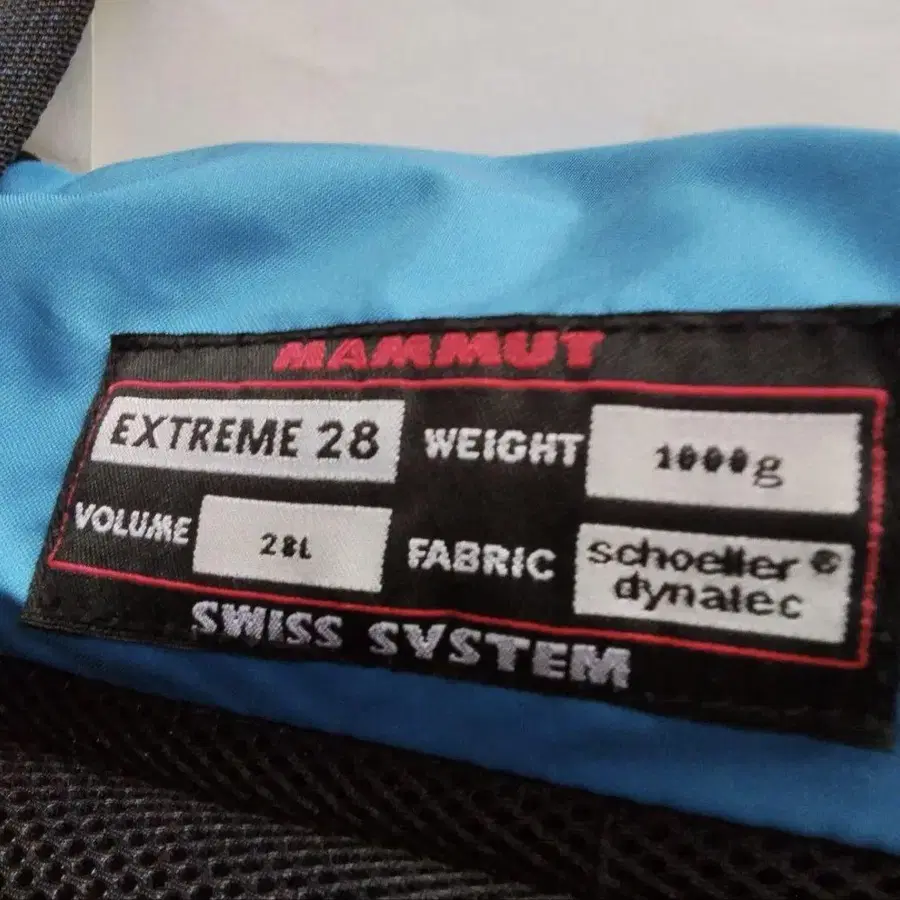 MAMMUT
EXTREME 28
WEIGHT 1000g
VOLUME 28L
FABRIC schoeller®
dynatec
SWISS SYSTEM